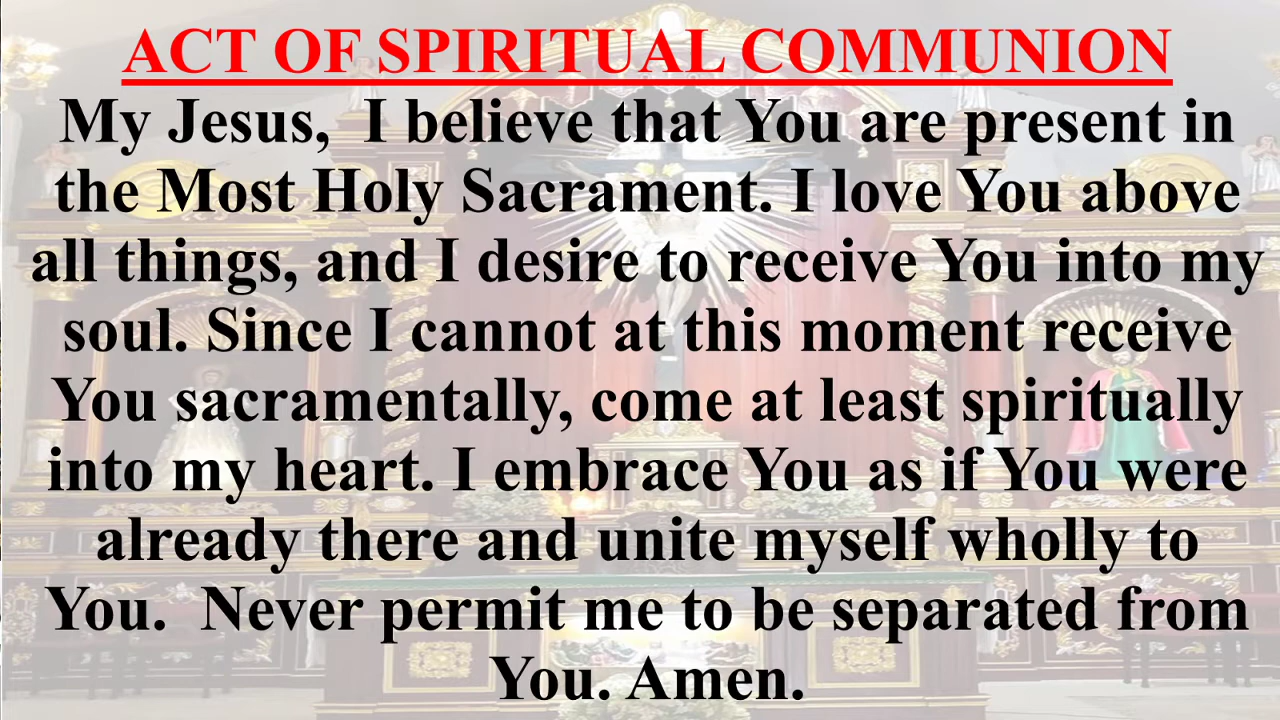 ACT OF SPIRITUAL COMMUNION
My Jesus,  I believe that You are present in
the Most Holy Sacrament. I love You above
all things, and I desire to receive You into my
soul. Since I cannot at this moment receive
You sacramentally, come at least spiritually
into my heart. I embrace You as if You were
already there and unite myself wholly to
You.  Never permit me to be separated from
You. Amen.